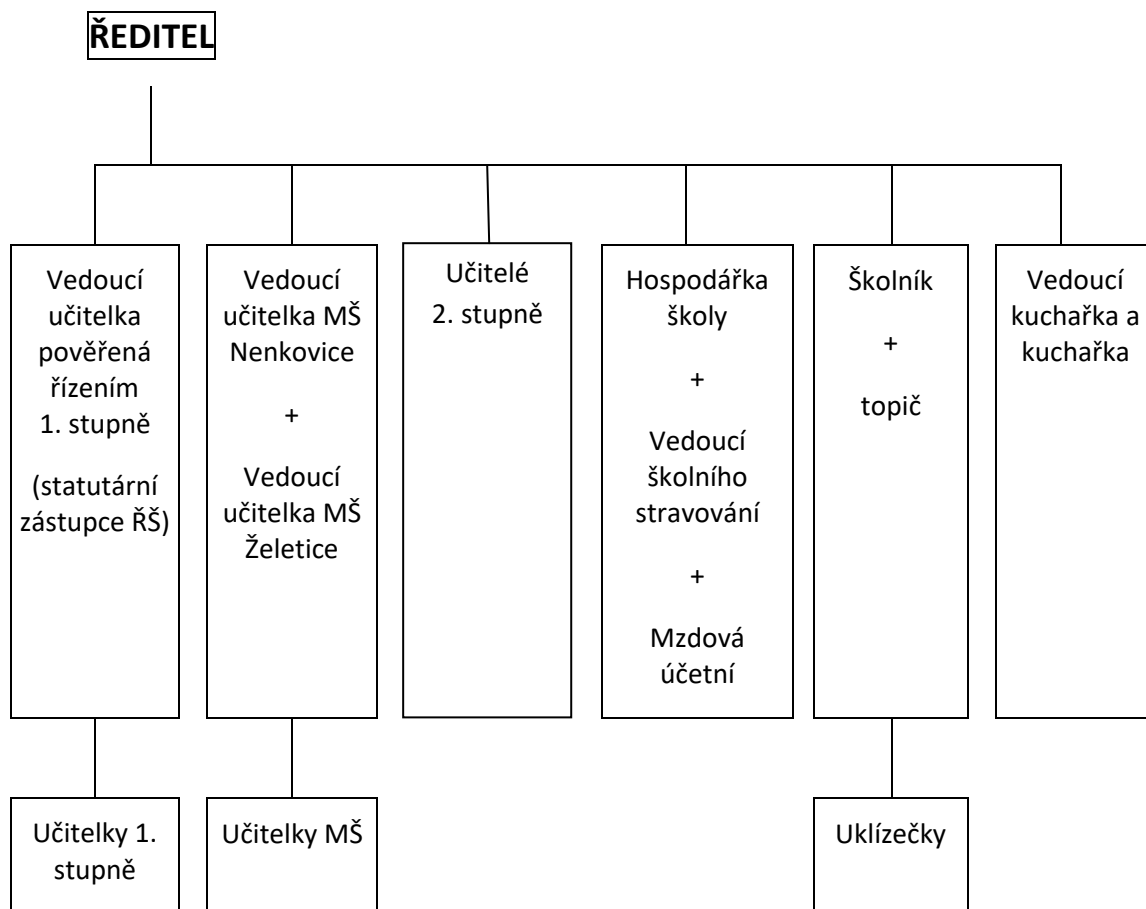 ŘEDITEL
Vedoucí
učitelka
pověřená
řízením
1. stupně
(statutární
zástupce ŘŠ)
Vedoucí
učitelka MŠ
Nenkovice
+
Vedoucí
učitelka MŠ
Želetice
Učitelé
2. stupně
Hospodářka
školy
+
Vedoucí
školního
stravování
+
Mzdová
účetní
Školník
+
topič
Vedoucí
kuchařka a
kuchařka
Učitelky 1.
stupně
Učitelky MŠ
Uklízečky